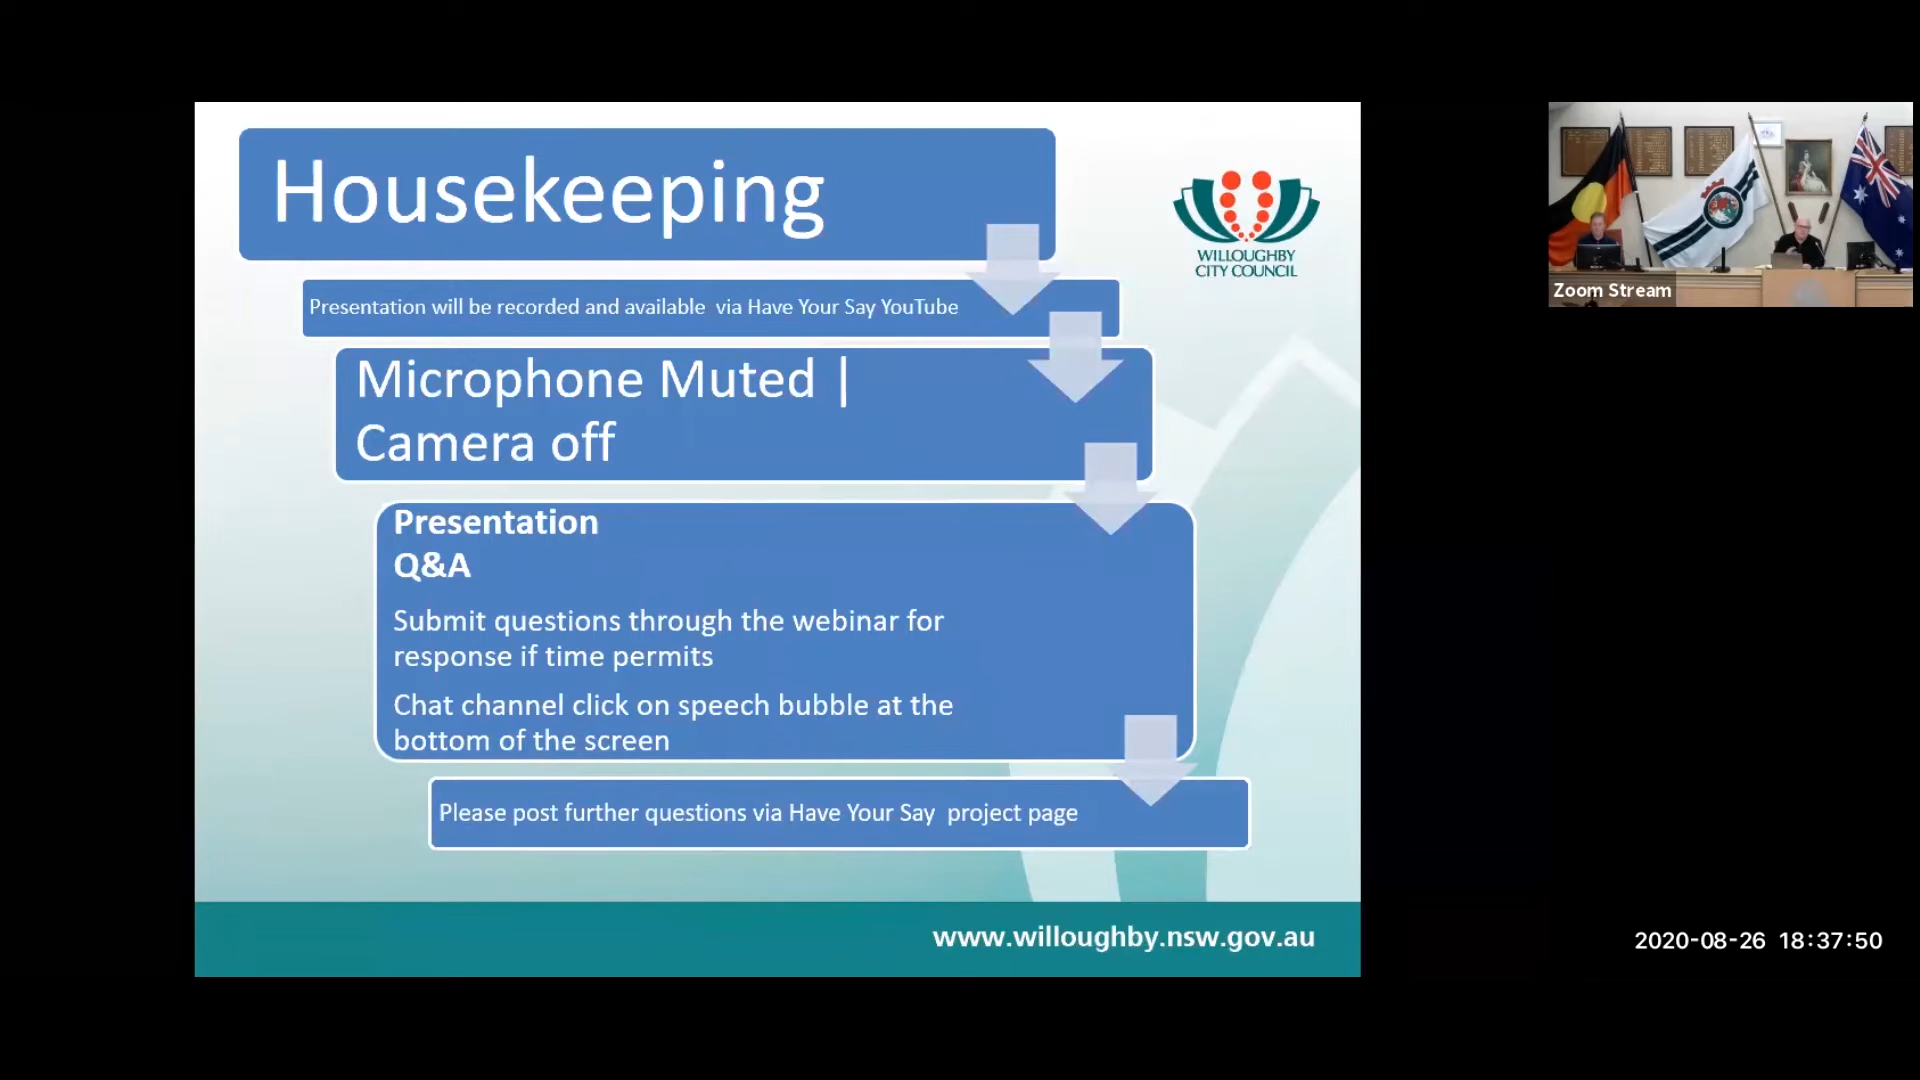 Housekeeping
WILLOUGHBY
CITY COUNCIL
Presentation will be recorded and available via Have Your Say YouTube
Microphone Muted |
Camera off
Presentation
Q&A
Submit questions through the webinar for
response if time permits
Chat channel click on speech bubble at the
bottom of the screen
Please post further questions via Have Your Say project page
www.willoughby.nsw.gov.au
Zoom Stream
2020-08-26 18:37:50